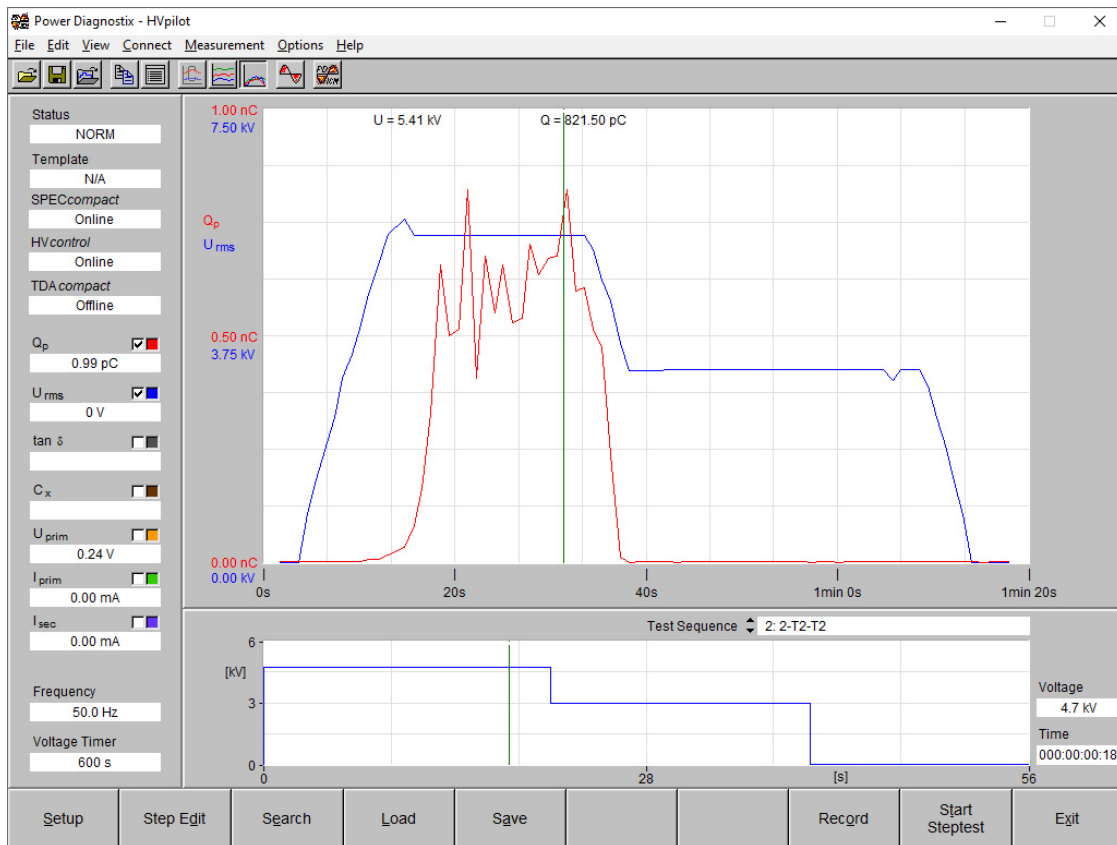 Power Diagnostix - HVpilot
File Edit View Connect Measurement Options Help
Status
NORM
Template
N/A
SPECcompact
Online
HVcontrol
Online
TDAcompact
Offline
Qp
0.99 pC
U rms
0 V
tan δ
Cx
U prim
0.24 V
I prim
0.00 mA
I sec
0.00 mA
Frequency
50.0 Hz
Voltage Timer
600 s
1.00 nC
7.50 kV
U = 5.41 kV Q = 821.50 pC
Qp
U rms
0.50 nC
3.75 kV
0.00 nC
0.00 kV
0s 20s 40s 1min 0s 1min 20s
Test Sequence 2: 2-T2-T2
6
[kV]
3
0
0 28 [s] 56
Voltage
4.7 kV
Time
000:00:00:18
Setup Step Edit Search Load Save Record Start Steptest Exit